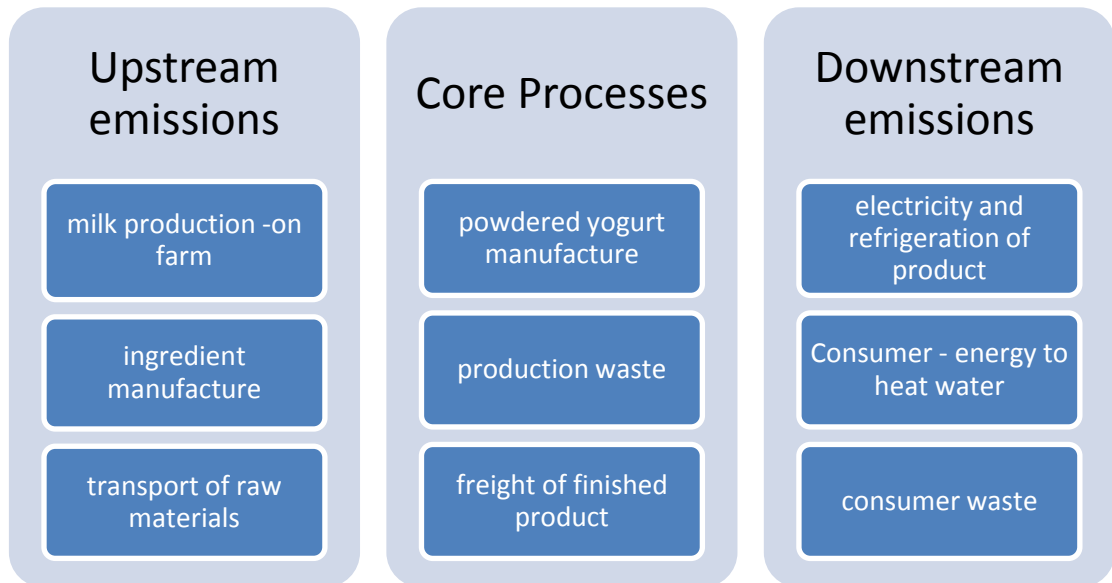 Upstream
emissions
milk production -on
farm
ingredient
manufacture
transport of raw
materials
Core Processes
powdered yogurt
manufacture
production waste
freight of finished
product
Downstream
emissions
electricity and
refrigeration of
product
Consumer - energy to
heat water
consumer waste